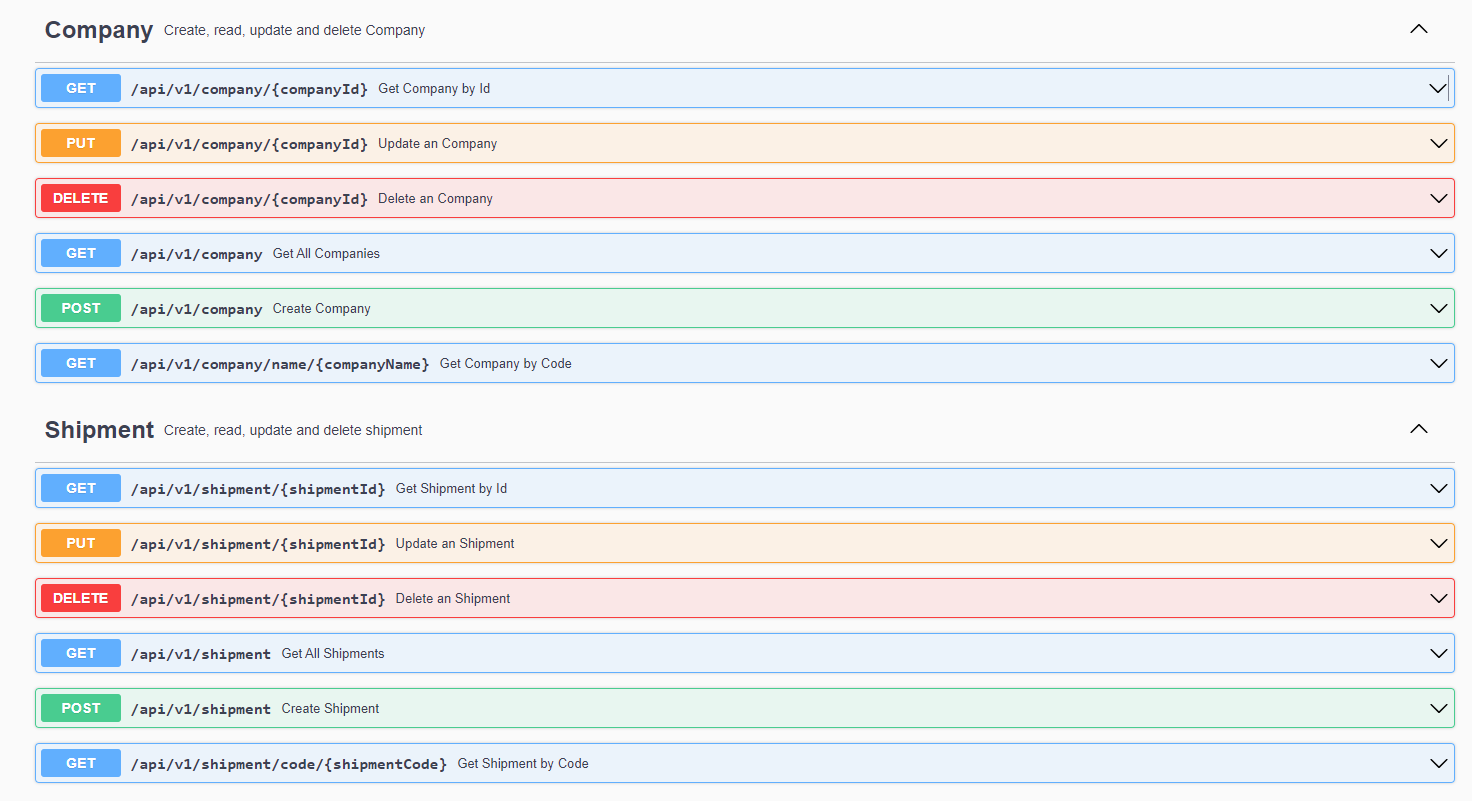 Company Create, read, update and delete Company
GET /api/v1/company/{companyId} Get Company by Id
PUT /api/v1/company/{companyId} Update an Company
DELETE /api/v1/company/{companyId} Delete an Company
GET /api/v1/company Get All Companies
POST /api/v1/company Create Company
GET /api/v1/company/name/{companyName} Get Company by Code
Shipment Create, read, update and delete shipment
GET /api/v1/shipment/{shipmentId} Get Shipment by Id
PUT /api/v1/shipment/{shipmentId} Update an Shipment
DELETE /api/v1/shipment/{shipmentId} Delete an Shipment
GET /api/v1/shipment Get All Shipments
POST /api/v1/shipment Create Shipment
GET /api/v1/shipment/code/{shipmentCode} Get Shipment by Code